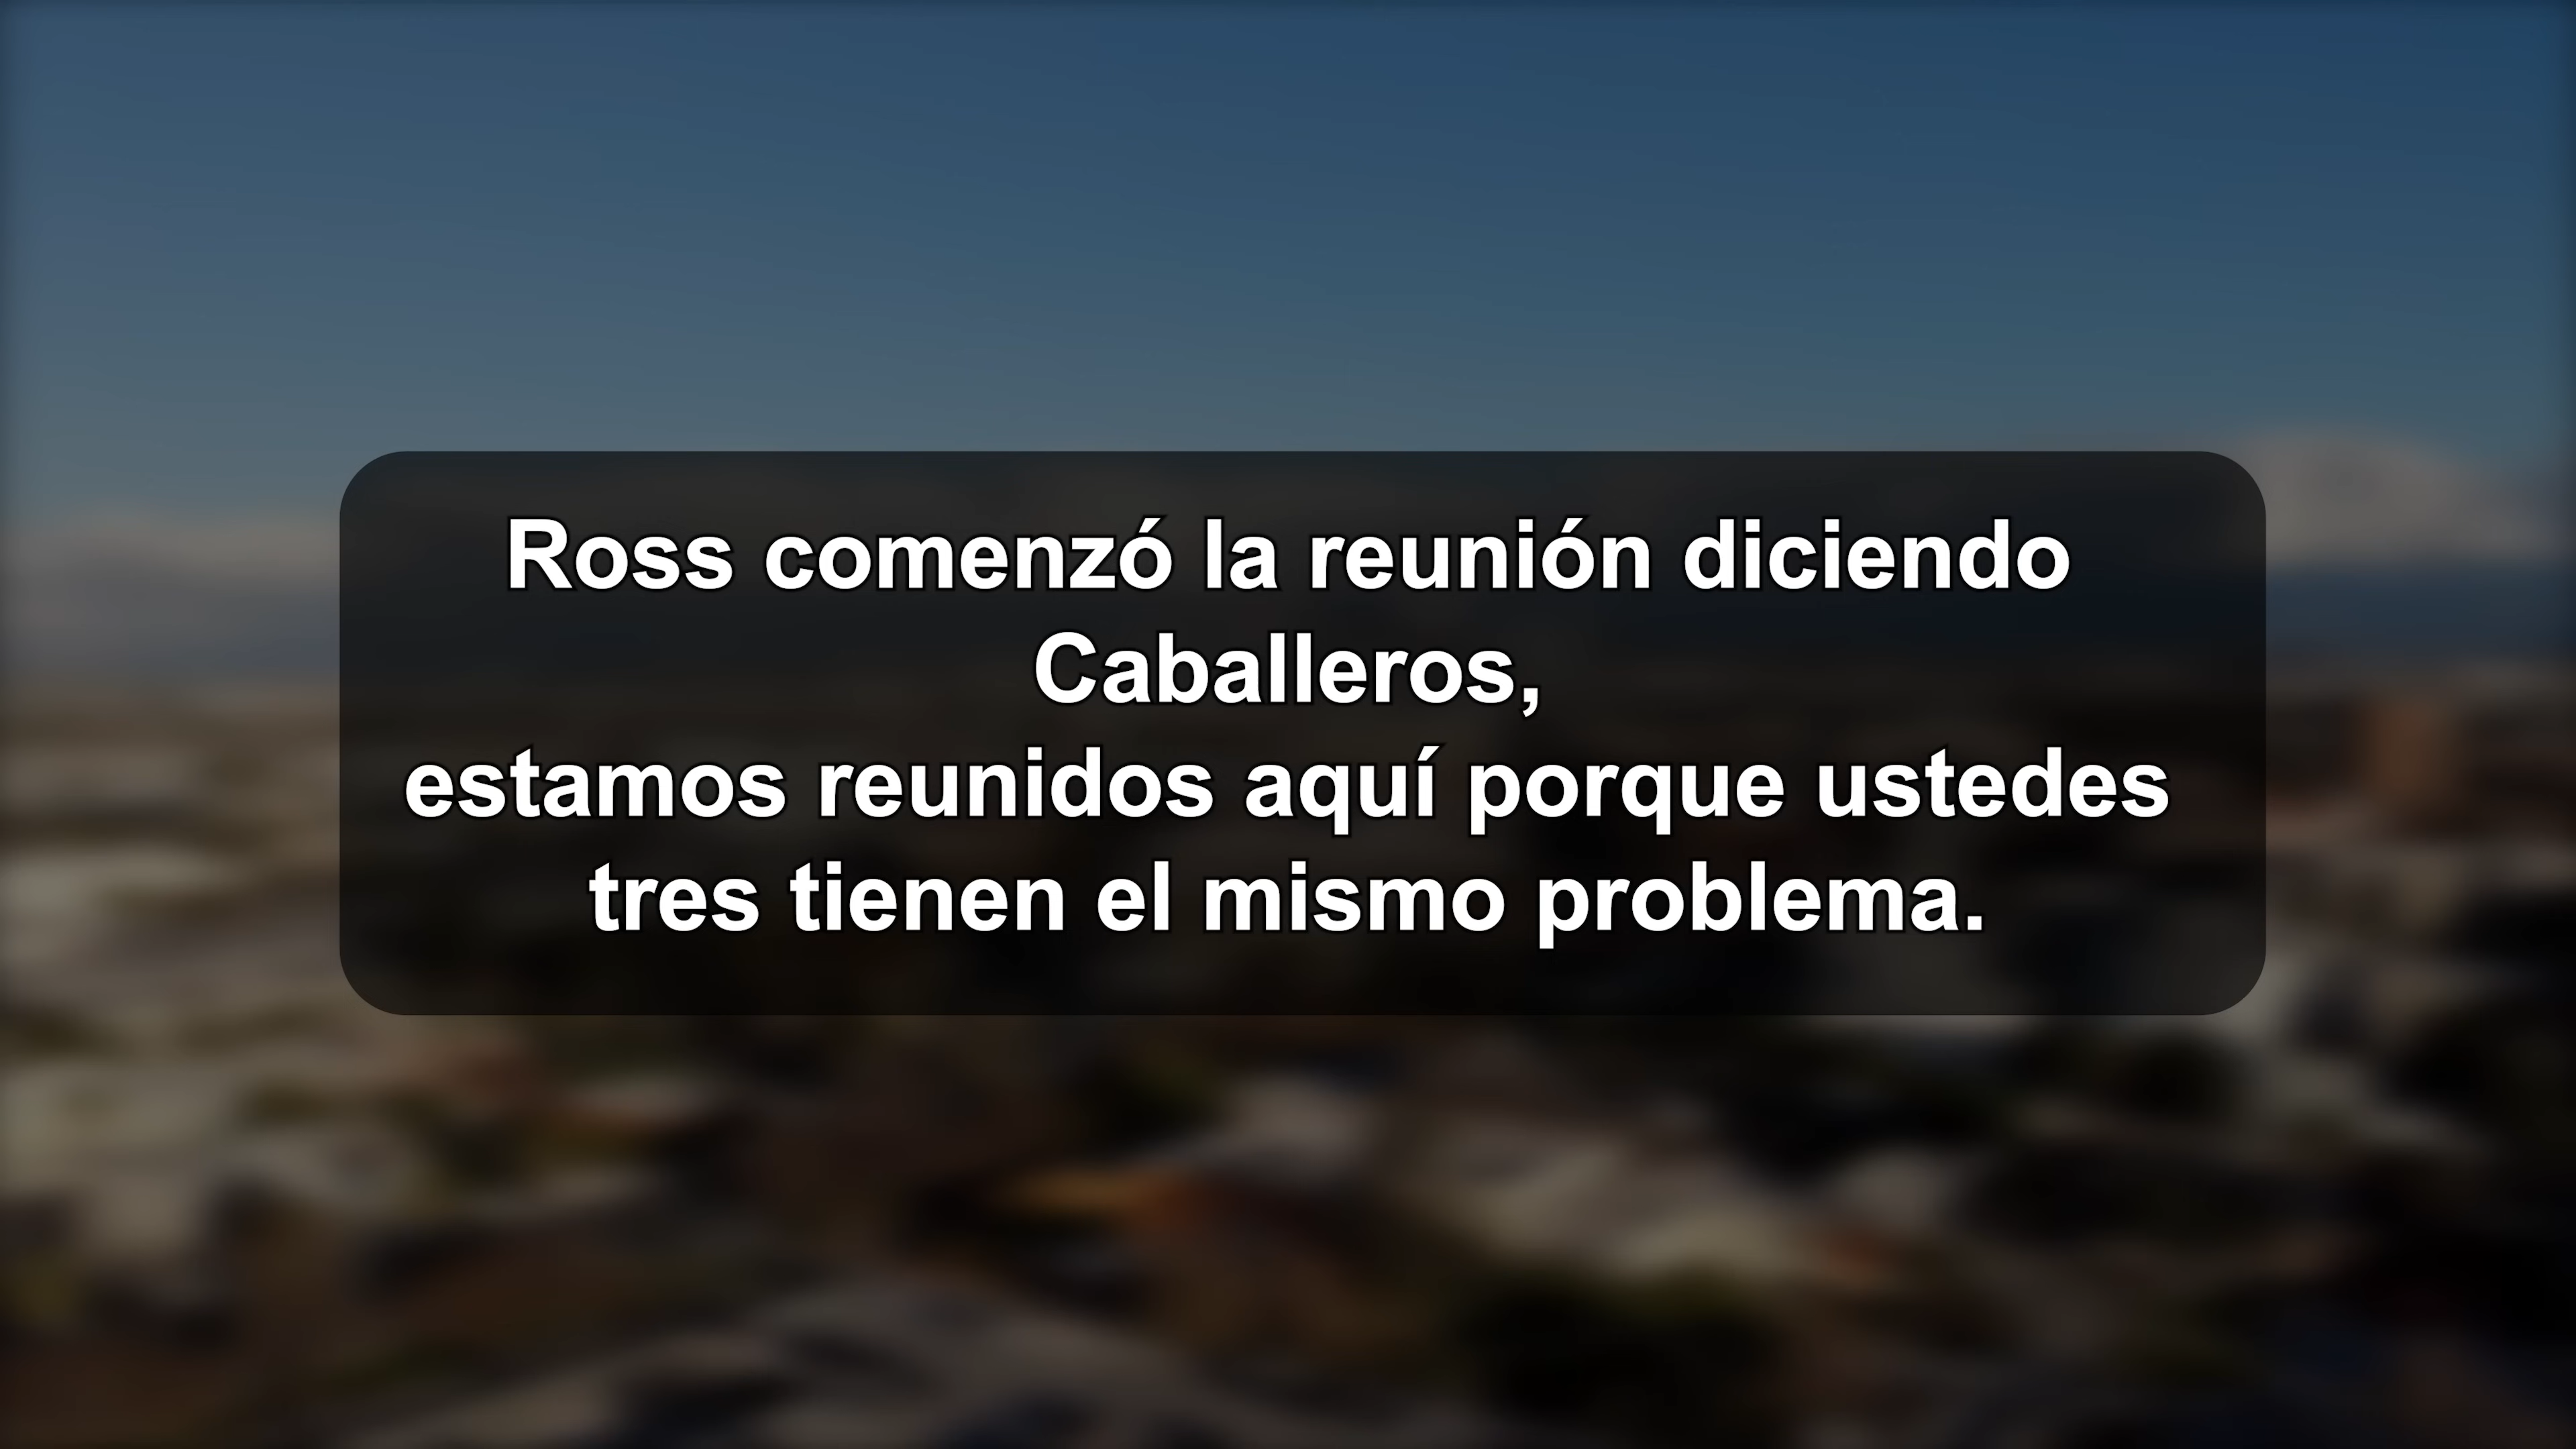 Ross comenzó la reunión diciendo
Caballeros,
estamos reunidos aquí porque ustedes
tres tienen el mismo problema.